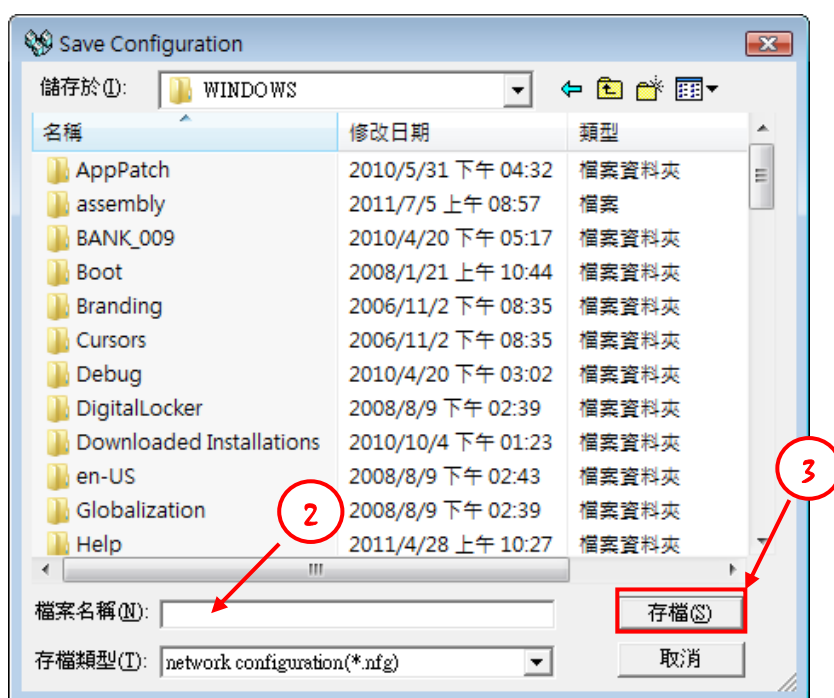 Save Configuration
儲存於(I): WINDOWS
名稱 修改日期 類型
AppPatch 2010/5/31 下午 04:32 檔案資料夾
assembly 2011/7/5 上午 08:57 檔案
BANK_009 2010/4/20 下午 05:17 檔案資料夾
Boot 2008/1/21 上午 10:44 檔案資料夾
Branding 2006/11/2 下午 08:35 檔案資料夾
Cursors 2006/11/2 下午 08:35 檔案資料夾
Debug 2010/4/20 下午 03:02 檔案資料夾
DigitalLocker 2008/8/9 下午 02:39 檔案資料夾
Downloaded Installations 2010/10/4 下午 01:23 檔案資料夾
en-US 2008/8/9 下午 02:43 檔案資料夾
Globalization 2008/8/9 下午 02:39 檔案資料夾
Help 2011/4/28 上午 10:27 檔案資料夾
2
3
檔案名稱(N): 存檔(S)
存檔類型(T): network configuration(*.nfg) 取消